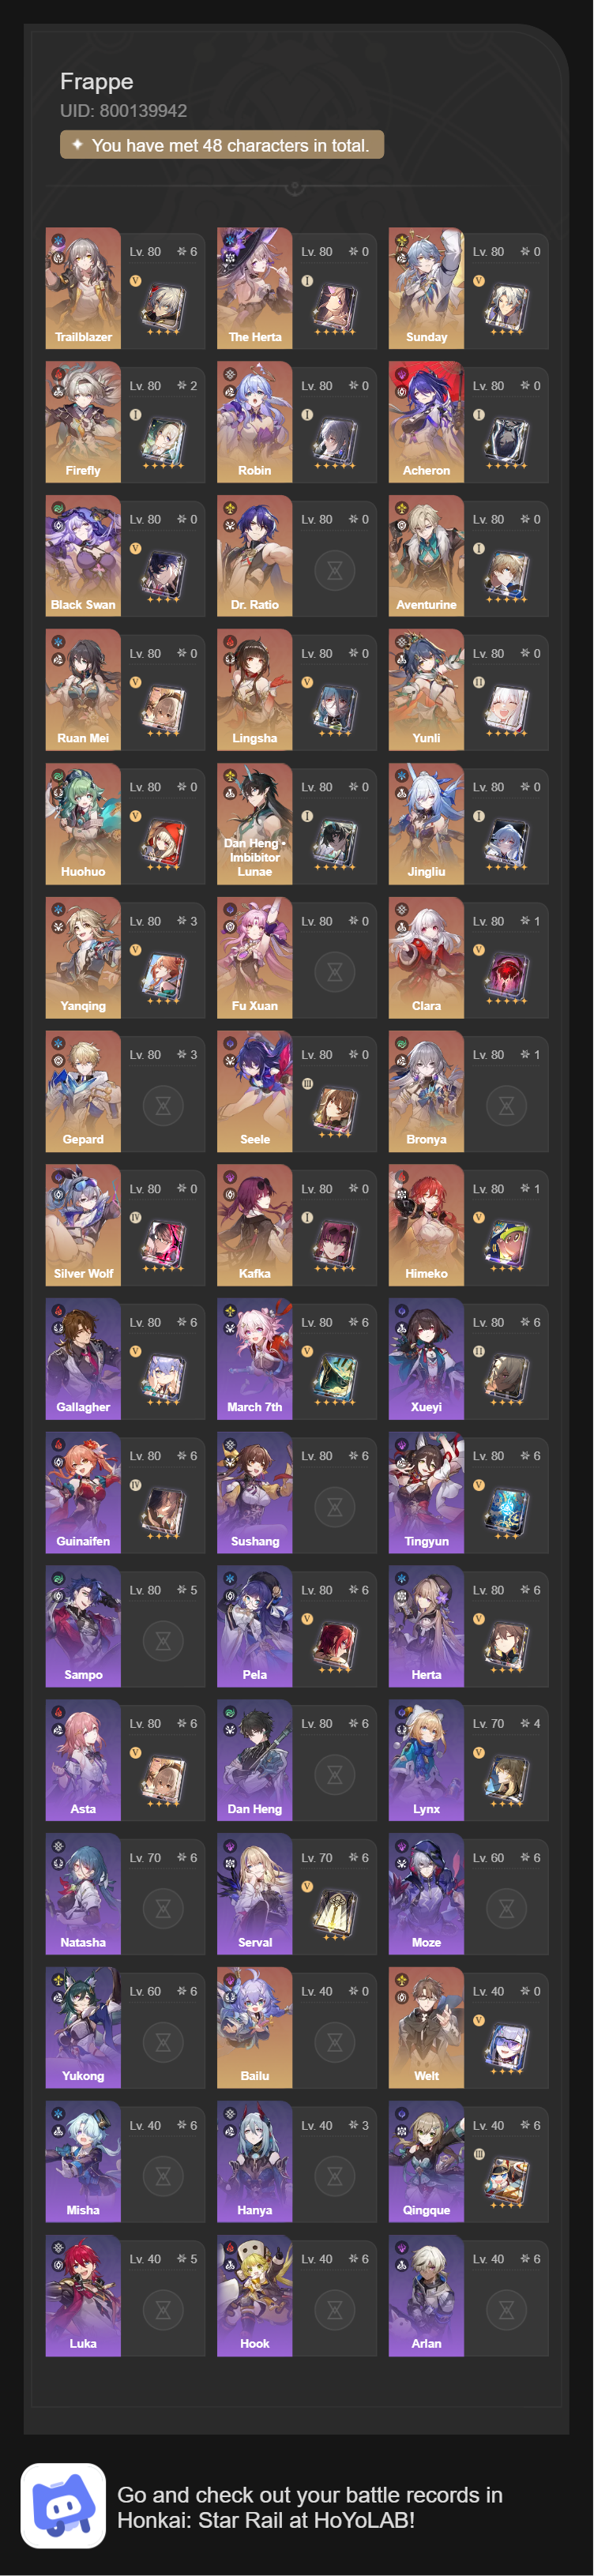 Frappe
UID: 800139942
You have met 48 characters in total.
Lv. 80 6
V
Trailblazer
Lv. 80 0
I
The Herta
Lv. 80 0
V
Sunday
Lv. 80 2
I
Firefly
Lv. 80 0
I
Robin
Lv. 80 0
I
Acheron
Lv. 80 0
V
Black Swan
Lv. 80 0
Dr. Ratio
Lv. 80 0
I
Aventurine
Lv. 80 0
V
Ruan Mei
Lv. 80 0
V
Lingsha
Lv. 80 0
II
Yunli
Lv. 80 0
V
Huohuo
Lv. 80 0
I
Dan Heng •
Imbibitor
Lunae
Lv. 80 0
I
Jingliu
Lv. 80 3
V
Yanqing
Lv. 80 0
Fu Xuan
Lv. 80 1
V
Clara
Lv. 80 3
Gepard
Lv. 80 0
III
Seele
Lv. 80 1
Bronya
Lv. 80 0
IV
Silver Wolf
Lv. 80 0
I
Kafka
Lv. 80 1
V
Himeko
Lv. 80 6
V
Gallagher
Lv. 80 6
V
March 7th
Lv. 80 6
II
Xueyi
Lv. 80 6
IV
Guinaifen
Lv. 80 6
Sushang
Lv. 80 6
V
Tingyun
Lv. 80 5
Sampo
Lv. 80 6
V
Pela
Lv. 80 6
V
Herta
Lv. 80 6
V
Asta
Lv. 80 6
Dan Heng
Lv. 70 4
V
Lynx
Lv. 70 6
Natasha
Lv. 70 6
V
Serval
Lv. 60 6
Moze
Lv. 60 6
Yukong
Lv. 40 0
Bailu
Lv. 40 0
V
Welt
Lv. 40 6
Misha
Lv. 40 3
Hanya
Lv. 40 6
III
Qingque
Lv. 40 5
Luka
Lv. 40 6
Hook
Lv. 40 6
Arlan
Go and check out your battle records in
Honkai: Star Rail at HoYoLAB!